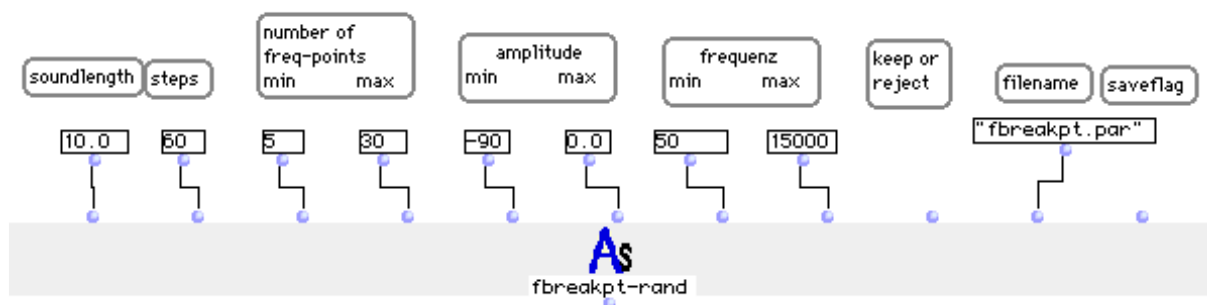 soundlength
steps
number of
freq-points
min max
amplitude
min max
frequenz
min max
keep or
reject
filename
saveflag
10.0
60
5
30
-90
0.0
50
15000
"fbreakpt.par"
As
fbreakpt-rand